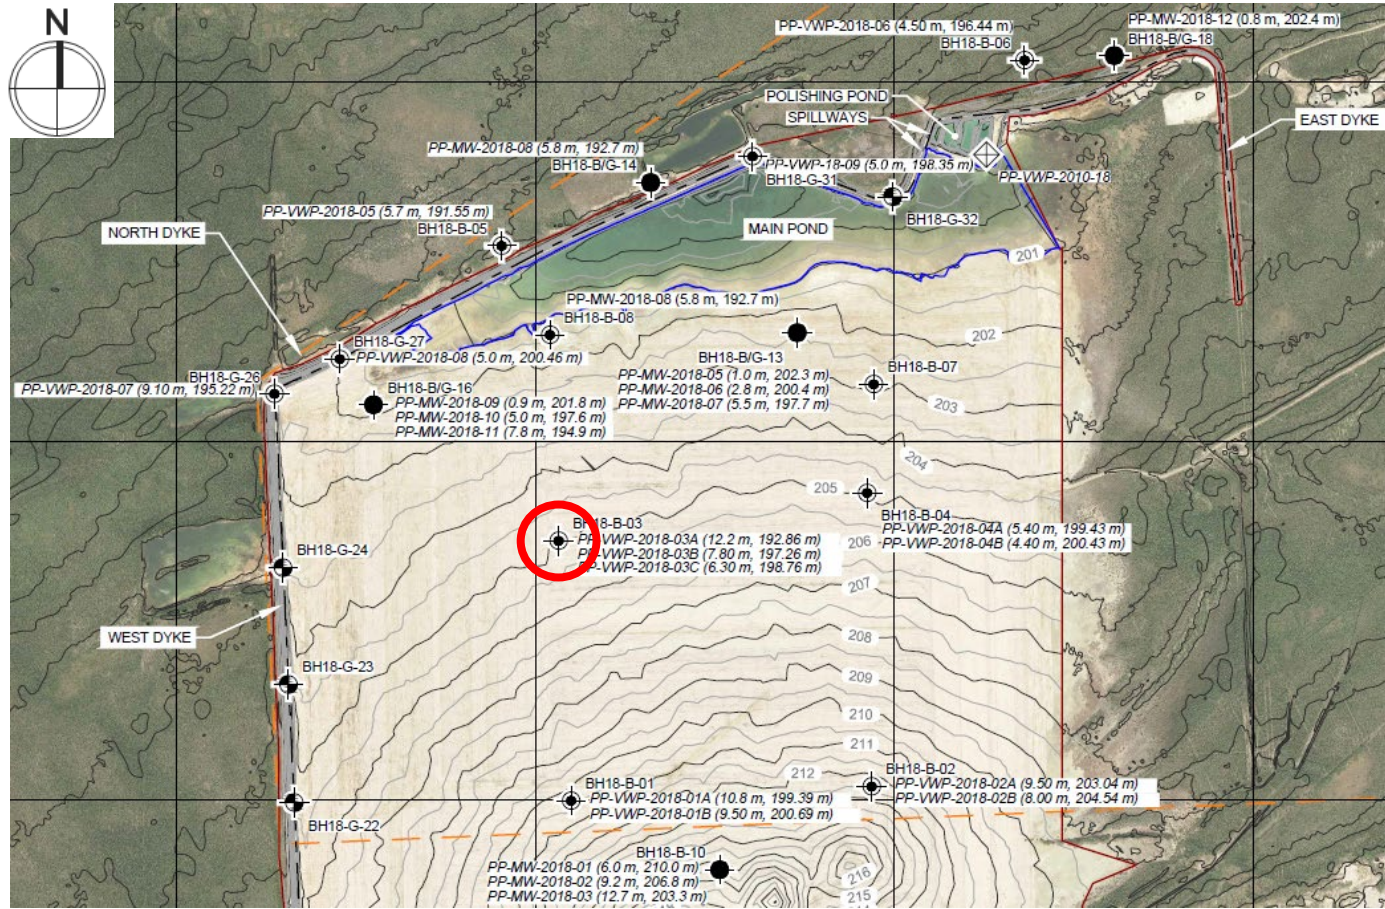 N
PP-VWP-2018-06 (4.50 m, 196.44 m)
BH18-B-06
PP-MW-2018-12 (0.8 m, 202.4 m)
BH18-B/G-18
POLISHING POND
SPILLWAYS
EAST DYKE
PP-MW-2018-08 (5.8 m, 192.7 m)
BH18-B/G-14
PP-VWP-18-09 (5.0 m, 198.35 m)
BH18-G-31
PP-VWP-2010-18
BH18-G-32
PP-VWP-2018-05 (5.7 m, 191.55 m)
BH18-B-05
NORTH DYKE
MAIN POND
201
PP-MW-2018-08 (5.8 m, 192.7 m)
BH18-B-08
202
BH18-G-27
PP-VWP-2018-08 (5.0 m, 200.46 m)
BH18-G-26
PP-VWP-2018-07 (9.10 m, 195.22 m)
BH18-B/G-16
PP-MW-2018-09 (0.9 m, 201.8 m)
PP-MW-2018-10 (5.0 m, 197.6 m)
PP-MW-2018-11 (7.8 m, 194.9 m)
BH18-B/G-13
PP-MW-2018-05 (1.0 m, 202.3 m)
PP-MW-2018-06 (2.8 m, 200.4 m)
PP-MW-2018-07 (5.5 m, 197.7 m)
BH18-B-07
203
204
205
BH18-B-03
PP-VWP-2018-03A (12.2 m, 192.86 m)
PP-VWP-2018-03B (7.80 m, 197.26 m)
PP-VWP-2018-03C (6.30 m, 198.76 m)
BH18-B-04
PP-VWP-2018-04A (5.40 m, 199.43 m)
PP-VWP-2018-04B (4.40 m, 200.43 m)
206
BH18-G-24
207
WEST DYKE
208
BH18-G-23
209
210
211
212
BH18-B-01
PP-VWP-2018-01A (10.8 m, 199.39 m)
PP-VWP-2018-01B (9.50 m, 200.69 m)
BH18-B-02
PP-VWP-2018-02A (9.50 m, 203.04 m)
PP-VWP-2018-02B (8.00 m, 204.54 m)
BH18-G-22
BH18-B-10
PP-MW-2018-01 (6.0 m, 210.0 m)
PP-MW-2018-02 (9.2 m, 206.8 m)
PP-MW-2018-03 (12.7 m, 203.3 m)
216
215